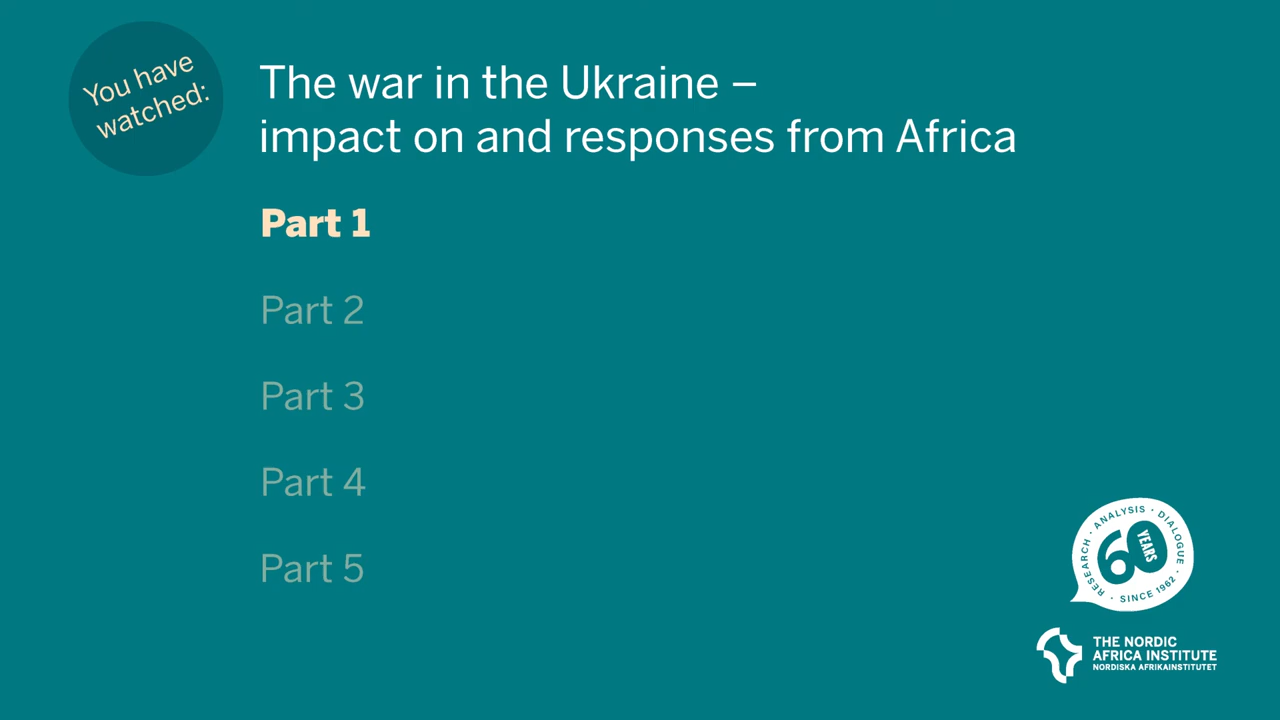 You have
watched:
The war in the Ukraine –
impact on and responses from Africa
Part 1
Part 2
Part 3
Part 4
Part 5
RESEARCH · ANALYSIS · DIALOGUE · SINCE 1962 ·
60
YEARS
THE NORDIC
AFRICA INSTITUTE
NORDISKA AFRIKAINSTITUTET